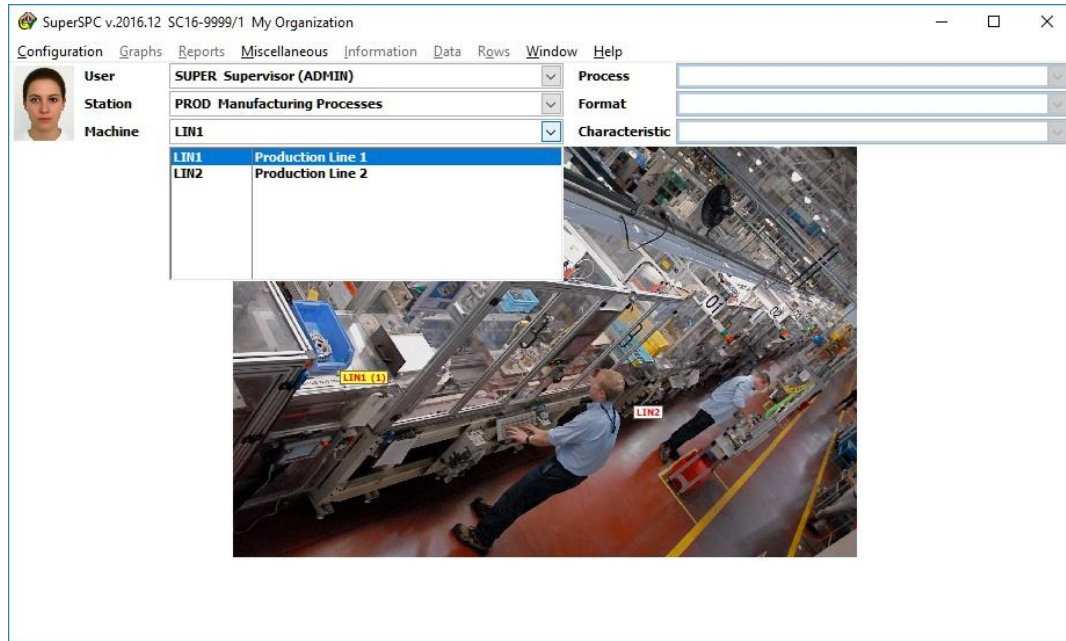 SuperSPC v.2016.12 SC16-9999/1 My Organization
Configuration Graphs Reports Miscellaneous Information Data Rows Window Help
User SUPER Supervisor (ADMIN) Process
Station PROD Manufacturing Processes Format
Machine LIN1 Characteristic
LIN1 Production Line 1
LIN2 Production Line 2
01
LIN1 (1)
LIN2